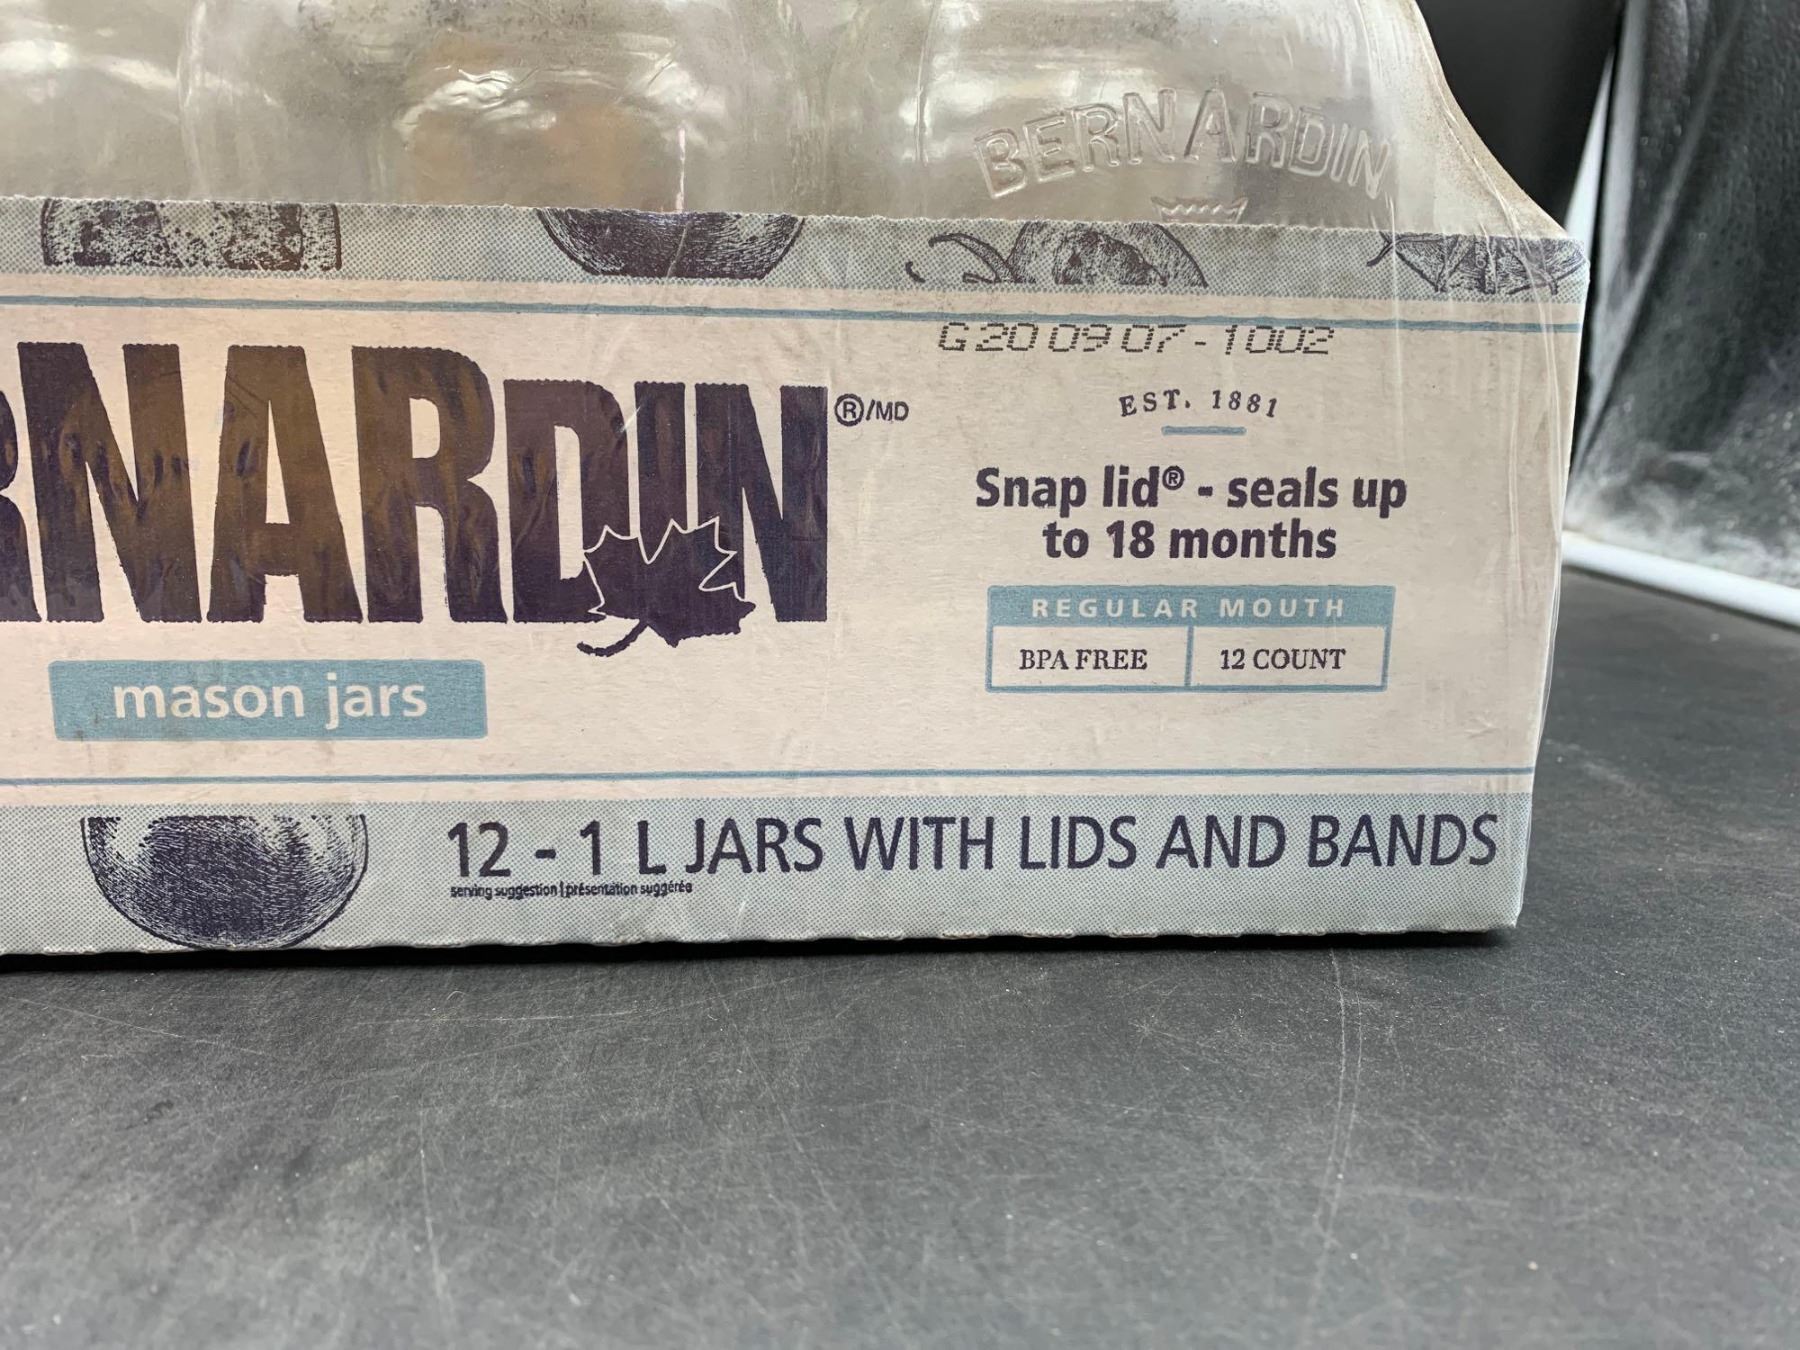 BERNARDIN
G20 09 07-1002
RNARDIN ®/MD
EST. 1881
Snap lid® - seals up
to 18 months
REGULAR MOUTH
BPA FREE 12 COUNT
mason jars
12 - 1 L JARS WITH LIDS AND BANDS
serving suggestion | présentation suggérée